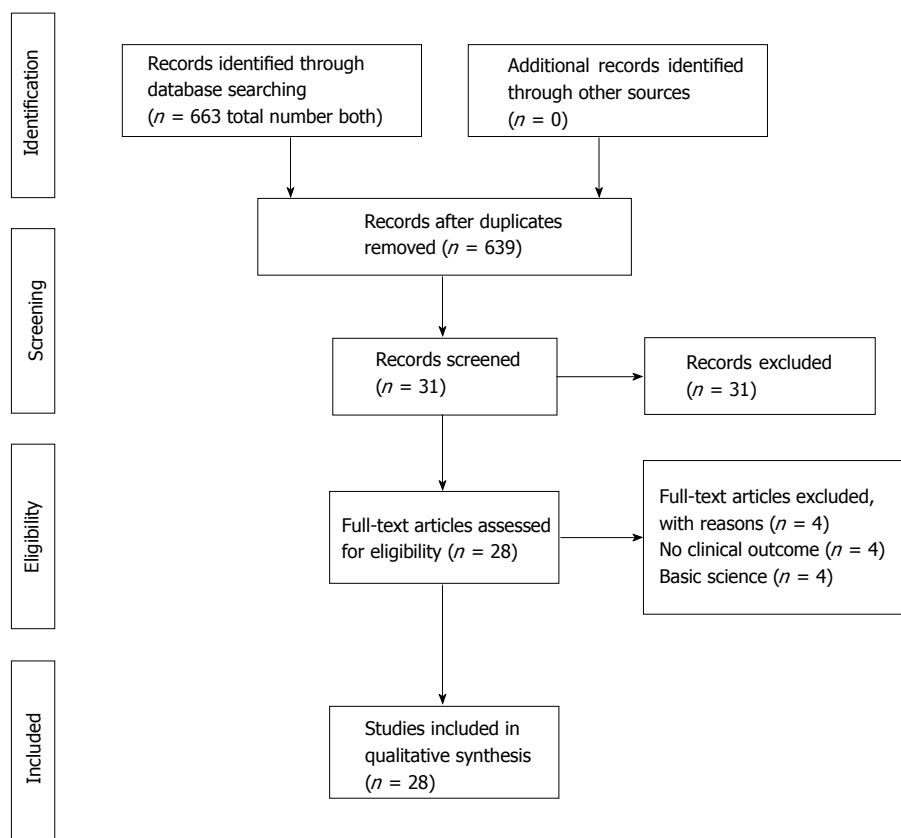 Identification
Records identified through
database searching
(n = 663 total number both)
Additional records identified
through other sources
(n = 0)
Records after duplicates
removed (n = 639)
Screening
Records screened
(n = 31)
Records excluded
(n = 31)
Eligibility
Full-text articles assessed
for eligibility (n = 28)
Full-text articles excluded,
with reasons (n = 4)
No clinical outcome (n = 4)
Basic science (n = 4)
Included
Studies included in
qualitative synthesis
(n = 28)